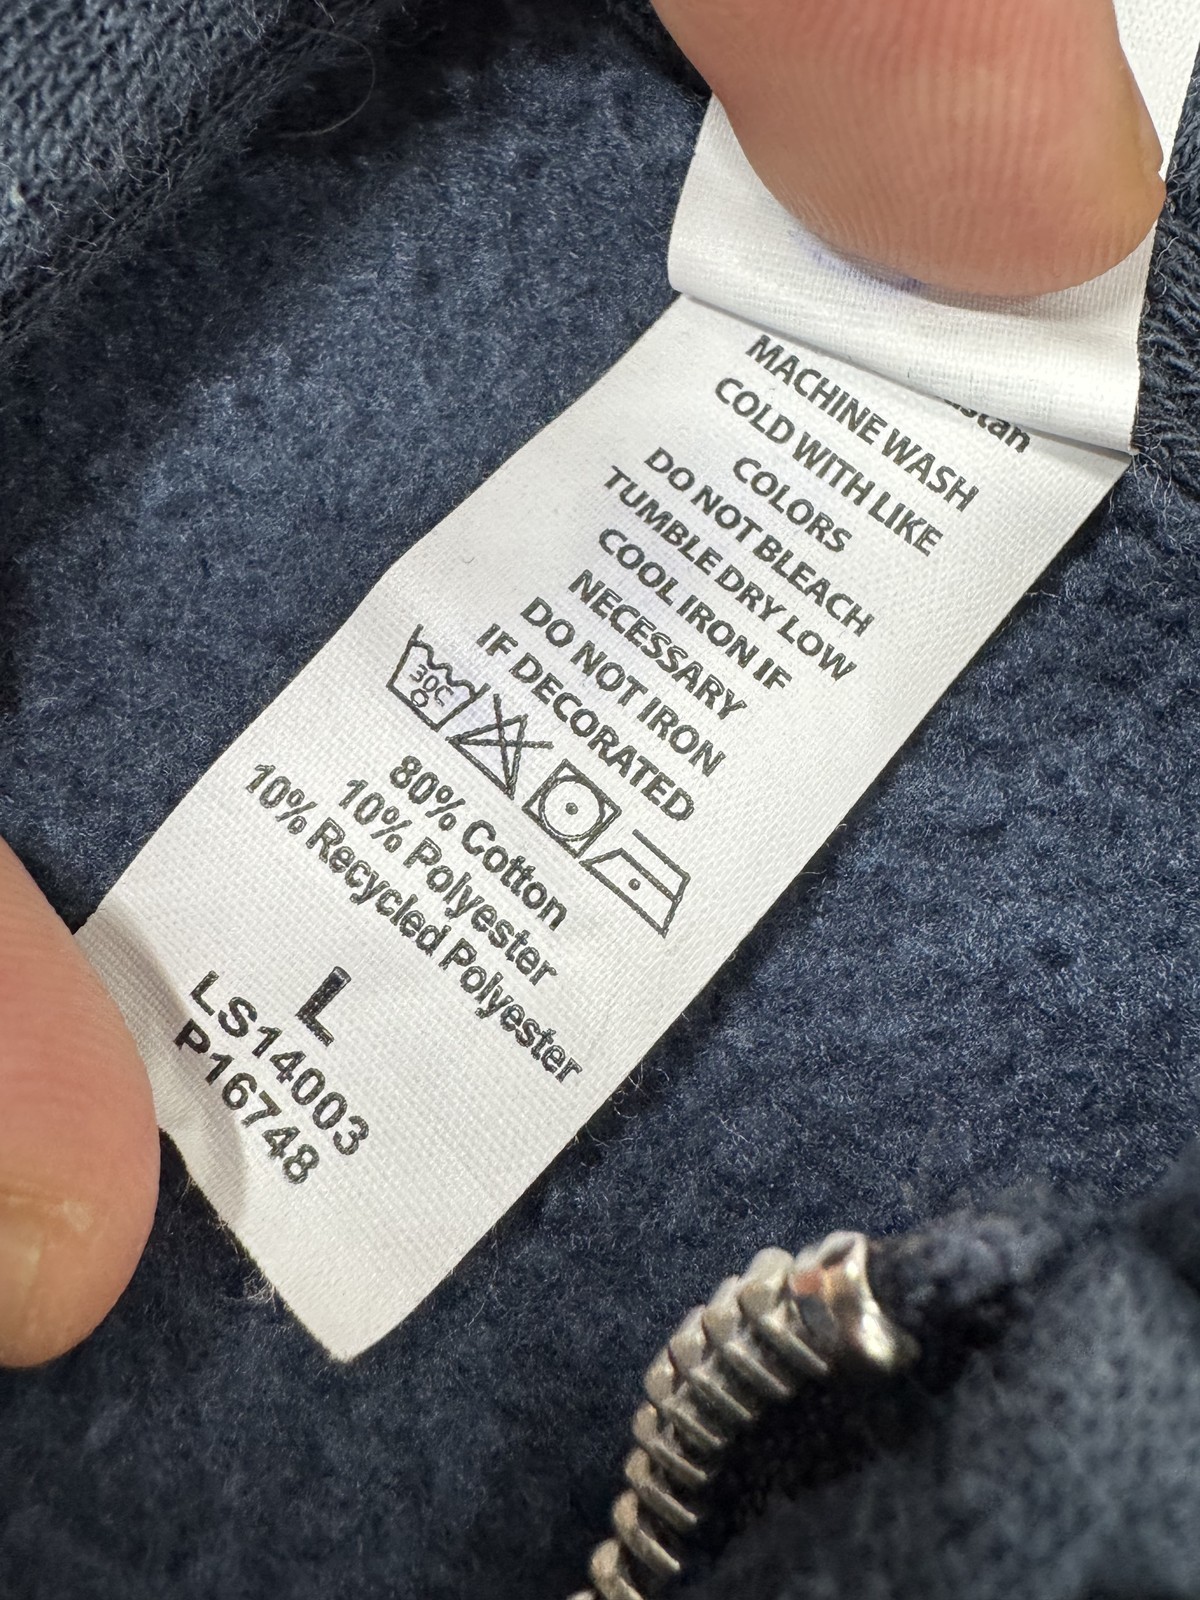 MACHINE WASH
COLD WITH LIKE
COLORS
DO NOT BLEACH
TUMBLE DRY LOW
COOL IRON IF
NECESSARY
DO NOT IRON
IF DECORATED
30C
80% Cotton
10% Polyester
10% Recycled Polyester
L
LS14003
P16748